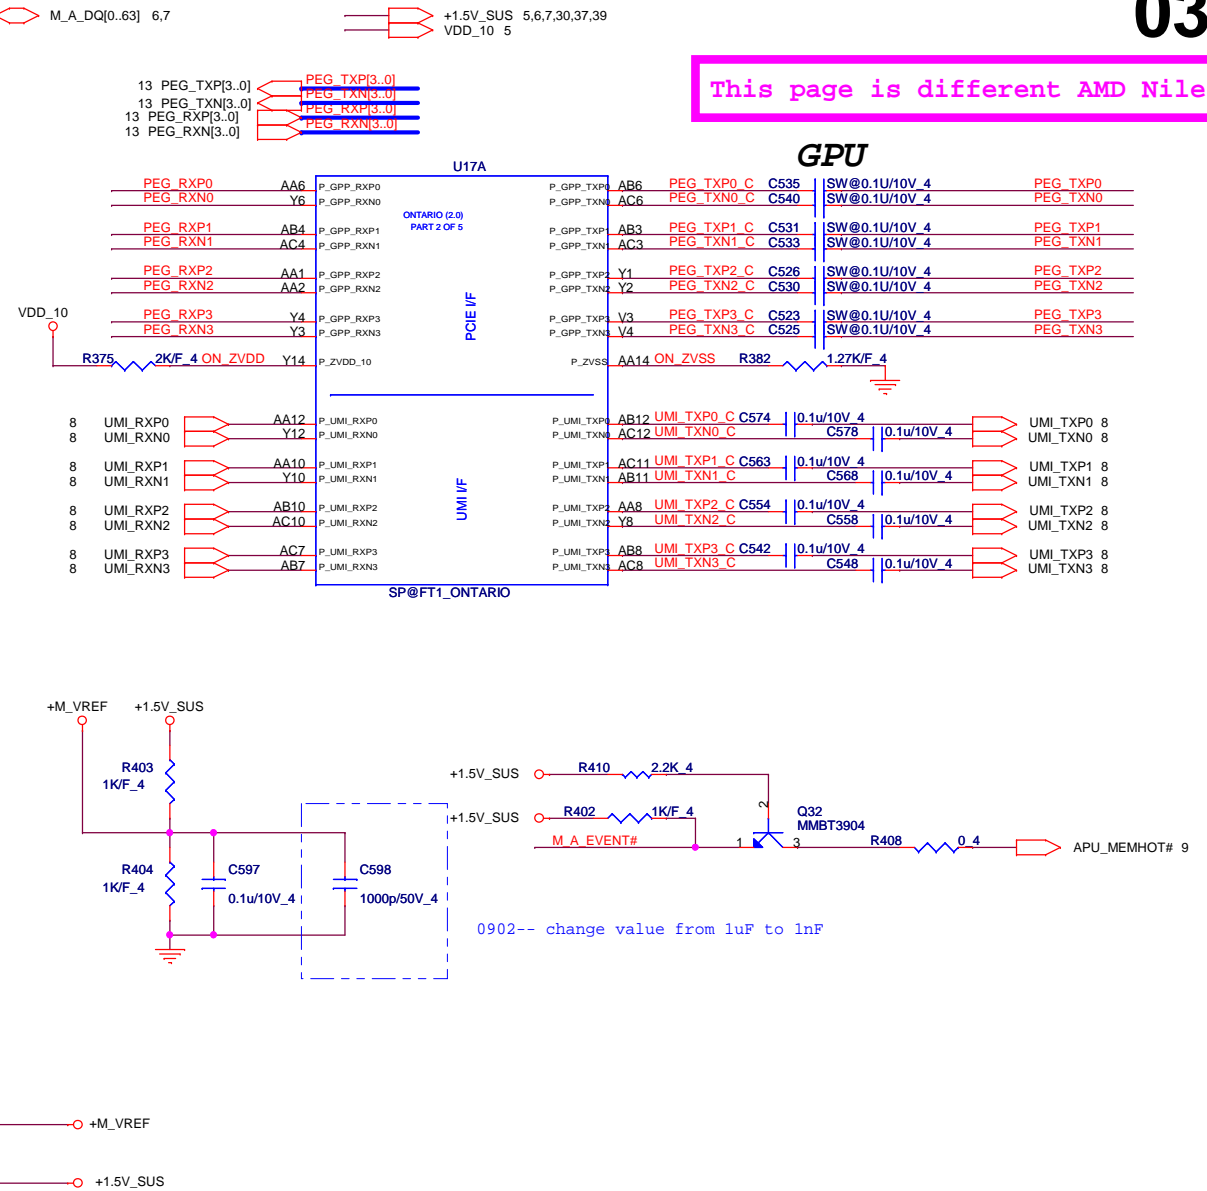 M_A_DQ[0..63] 6,7
+1.5V_SUS 5,6,7,30,37,39
VDD_10 5
03
This page is different AMD Nile
13 PEG_TXP[3..0] PEG_TXP[3..0]
13 PEG_TXN[3..0] PEG_TXN[3..0]
13 PEG_RXP[3..0] PEG_RXP[3..0]
13 PEG_RXN[3..0] PEG_RXN[3..0]
GPU
U17A
PEG_RXP0 AA6 P_GPP_RXP0 P_GPP_TXP0 AB6 PEG_TXP0_C C535 SW@0.1U/10V_4 PEG_TXP0
PEG_RXN0 Y6 P_GPP_RXN0 P_GPP_TXN0 AC6 PEG_TXN0_C C540 SW@0.1U/10V_4 PEG_TXN0
ONTARIO (2.0)
PART 2 OF 5
PEG_RXP1 AB4 P_GPP_RXP1 P_GPP_TXP1 AB3 PEG_TXP1_C C531 SW@0.1U/10V_4 PEG_TXP1
PEG_RXN1 AC4 P_GPP_RXN1 P_GPP_TXN1 AC3 PEG_TXN1_C C533 SW@0.1U/10V_4 PEG_TXN1
PEG_RXP2 AA1 P_GPP_RXP2 P_GPP_TXP2 Y1 PEG_TXP2_C C526 SW@0.1U/10V_4 PEG_TXP2
PEG_RXN2 AA2 P_GPP_RXN2 P_GPP_TXN2 Y2 PEG_TXN2_C C530 SW@0.1U/10V_4 PEG_TXN2
PCIE I/F
VDD_10
PEG_RXP3 Y4 P_GPP_RXP3 P_GPP_TXP3 V3 PEG_TXP3_C C523 SW@0.1U/10V_4 PEG_TXP3
PEG_RXN3 Y3 P_GPP_RXN3 P_GPP_TXN3 V4 PEG_TXN3_C C525 SW@0.1U/10V_4 PEG_TXN3
R375 2K/F_4 ON_ZVDD Y14 P_ZVDD_10 P_ZVSS AA14 ON_ZVSS R382 1.27K/F_4
8 UMI_RXP0 AA12 P_UMI_RXP0 P_UMI_TXP0 AB12 UMI_TXP0_C C574 0.1u/10V_4 UMI_TXP0 8
8 UMI_RXN0 Y12 P_UMI_RXN0 P_UMI_TXN0 AC12 UMI_TXN0_C C578 0.1u/10V_4 UMI_TXN0 8
8 UMI_RXP1 AA10 P_UMI_RXP1 P_UMI_TXP1 AC11 UMI_TXP1_C C563 0.1u/10V_4 UMI_TXP1 8
8 UMI_RXN1 Y10 P_UMI_RXN1 P_UMI_TXN1 AB11 UMI_TXN1_C C568 0.1u/10V_4 UMI_TXN1 8
UMI I/F
8 UMI_RXP2 AB10 P_UMI_RXP2 P_UMI_TXP2 AA8 UMI_TXP2_C C554 0.1u/10V_4 UMI_TXP2 8
8 UMI_RXN2 AC10 P_UMI_RXN2 P_UMI_TXN2 Y8 UMI_TXN2_C C558 0.1u/10V_4 UMI_TXN2 8
8 UMI_RXP3 AC7 P_UMI_RXP3 P_UMI_TXP3 AB8 UMI_TXP3_C C542 0.1u/10V_4 UMI_TXP3 8
8 UMI_RXN3 AB7 P_UMI_RXN3 P_UMI_TXN3 AC8 UMI_TXN3_C C548 0.1u/10V_4 UMI_TXN3 8
SP@FT1_ONTARIO
+M_VREF +1.5V_SUS
R403
1K/F_4
R404
1K/F_4
C597
0.1u/10V_4
C598
1000p/50V_4
0902-- change value from 1uF to 1nF
+1.5V_SUS R410 2.2K_4
+1.5V_SUS R402 1K/F_4
2
Q32
MMBT3904
M_A_EVENT# 1 3 R408 0_4 APU_MEMHOT# 9
+M_VREF
+1.5V_SUS